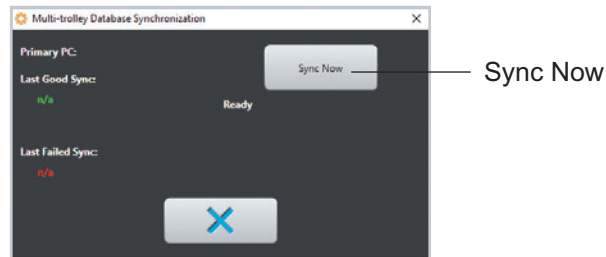 Multi-trolley Database Synchronization
Primary PC:
Sync Now
Sync Now
Last Good Sync:
n/a
Ready
Last Failed Sync:
n/a